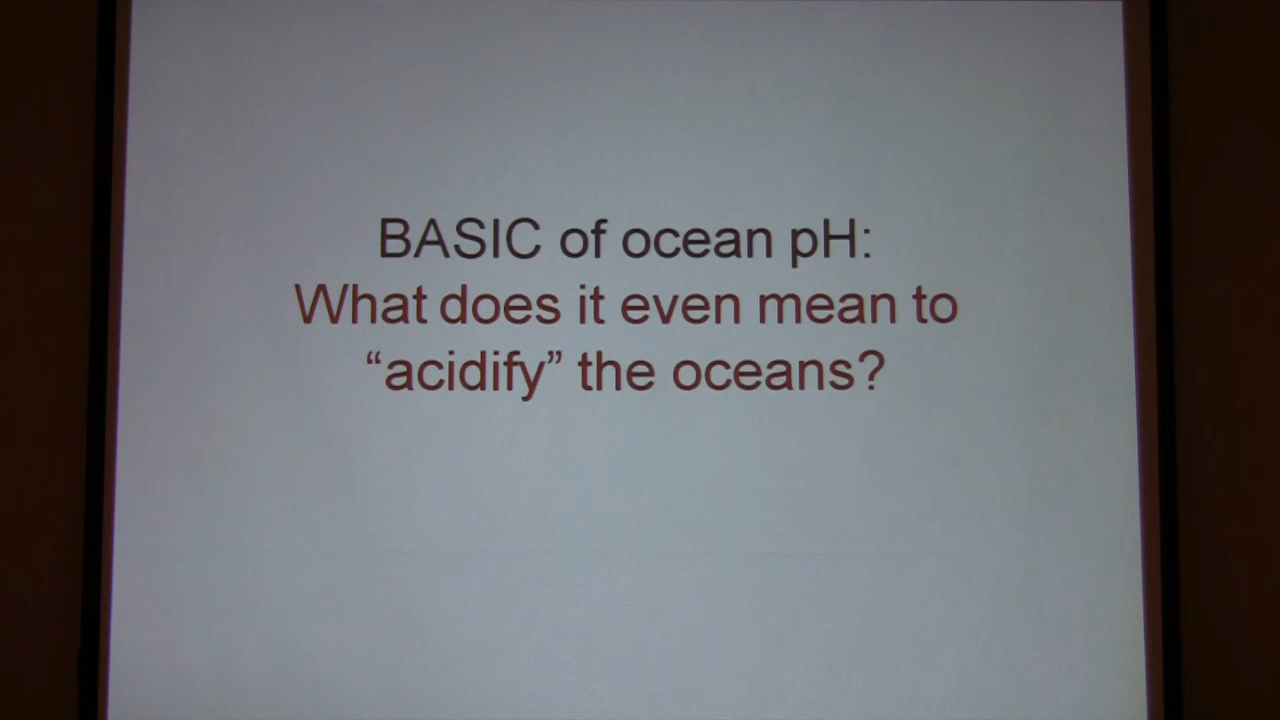 BASIC of ocean pH:
What does it even mean to
“acidify” the oceans?